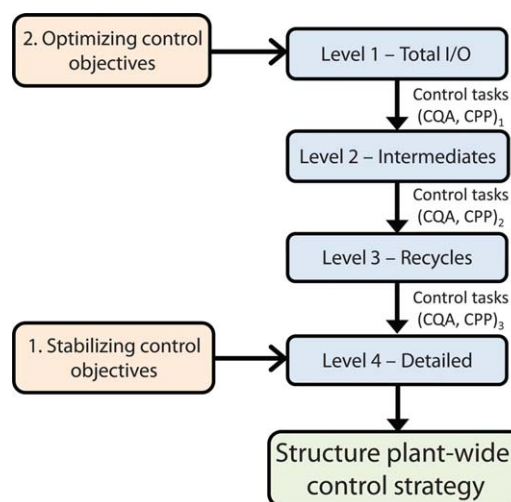 2. Optimizing control
objectives
Level 1 – Total I/O
Control tasks
(CQA, CPP)₁
Level 2 – Intermediates
Control tasks
(CQA, CPP)₂
Level 3 – Recycles
Control tasks
(CQA, CPP)₃
1. Stabilizing control
objectives
Level 4 – Detailed
Structure plant-wide
control strategy